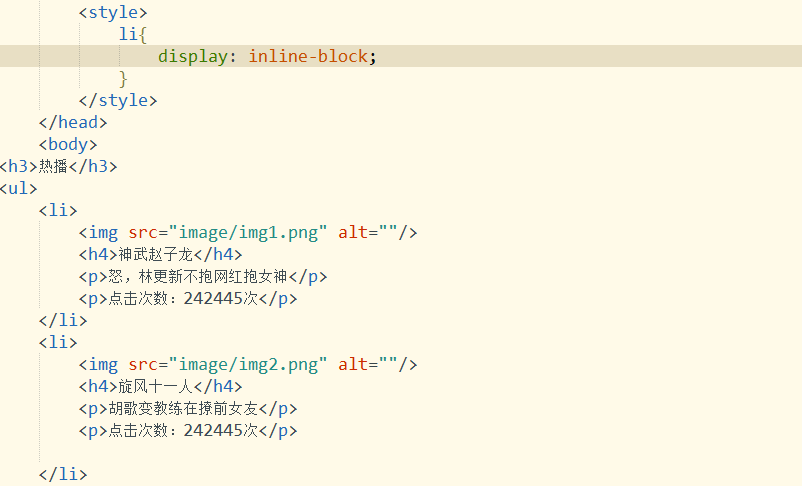 <style>
li{
display: inline-block;
}
</style>
</head>
<body>
<h3>热播</h3>
<ul>
<li>
<img src="image/img1.png" alt=""/>
<h4>神武赵子龙</h4>
<p>怒，林更新不抱网红抱女神</p>
<p>点击次数：242445次</p>
</li>
<li>
<img src="image/img2.png" alt=""/>
<h4>旋风十一人</h4>
<p>胡歌变教练在撩前女友</p>
<p>点击次数：242445次</p>
</li>